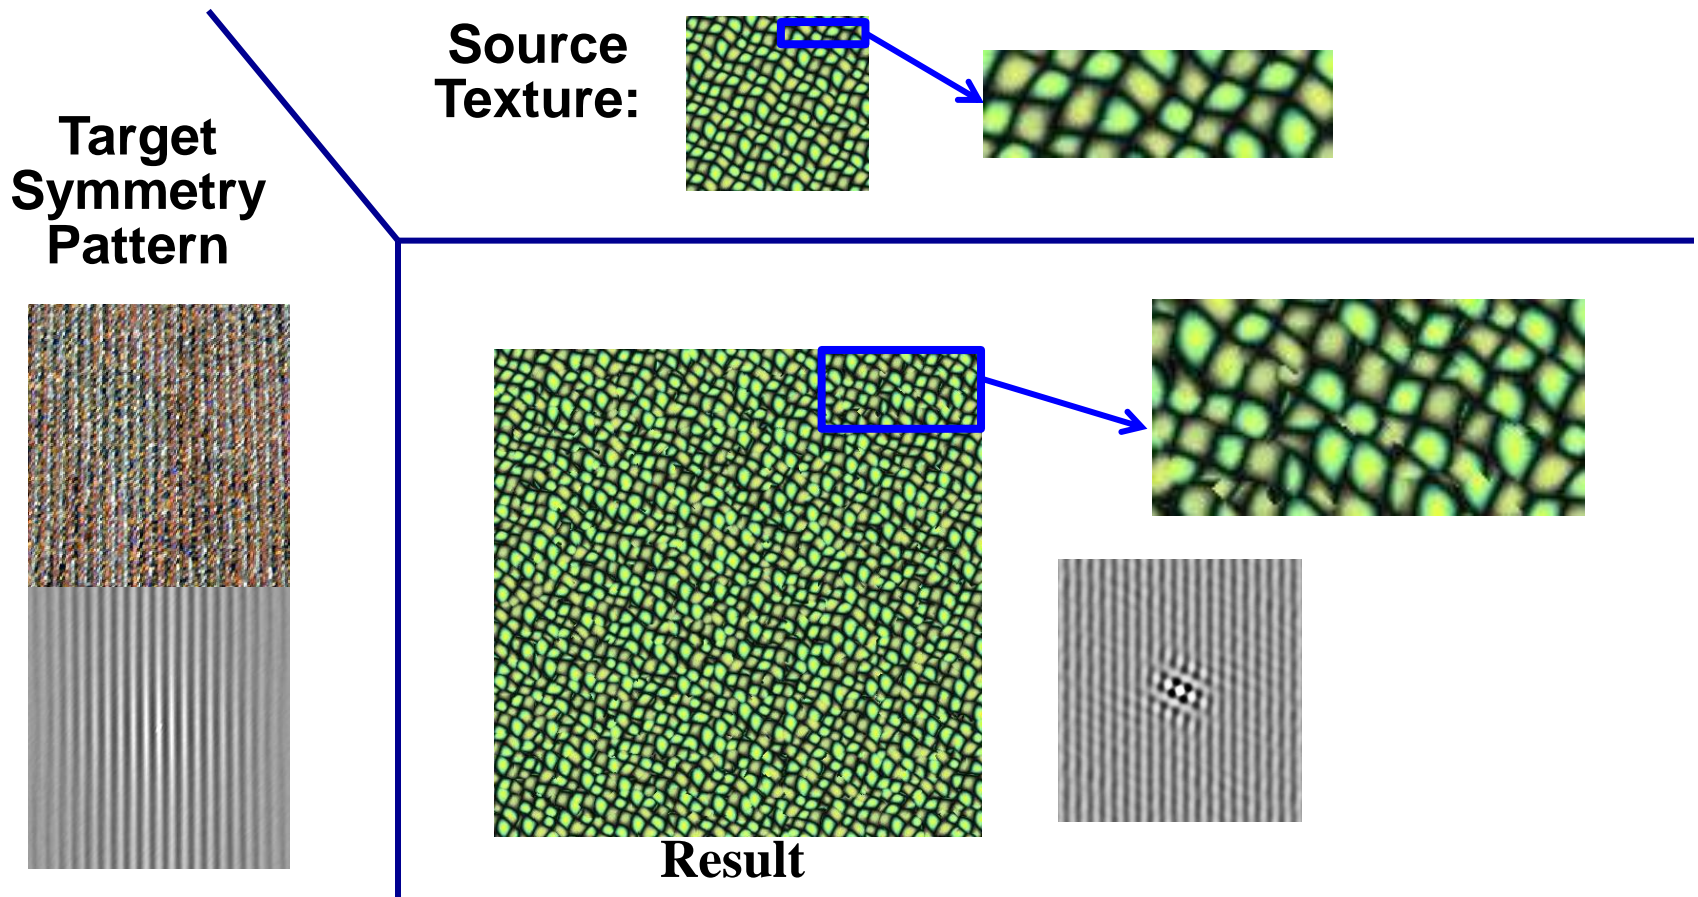 Source
Texture:
Target
Symmetry
Pattern
Result